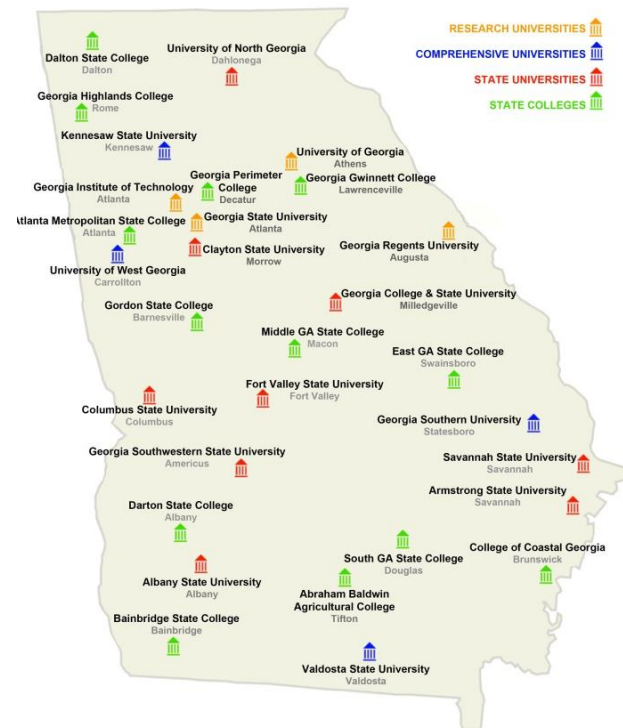 RESEARCH UNIVERSITIES
COMPREHENSIVE UNIVERSITIES
STATE UNIVERSITIES
STATE COLLEGES
Dalton State College
Dalton
University of North Georgia
Dahlonega
Georgia Highlands College
Rome
Kennesaw State University
Kennesaw
University of Georgia
Athens
Georgia Perimeter
College
Decatur
Georgia Gwinnett College
Lawrenceville
Georgia Institute of Technology
Atlanta
Atlanta Metropolitan State College
Atlanta
Georgia State University
Atlanta
Clayton State University
Morrow
Georgia Regents University
Augusta
University of West Georgia
Carrollton
Georgia College & State University
Milledgeville
Gordon State College
Barnesville
Middle GA State College
Macon
East GA State College
Swainsboro
Fort Valley State University
Fort Valley
Columbus State University
Columbus
Georgia Southern University
Statesboro
Georgia Southwestern State University
Americus
Savannah State University
Savannah
Armstrong State University
Savannah
Darton State College
Albany
South GA State College
Douglas
College of Coastal Georgia
Brunswick
Albany State University
Albany
Abraham Baldwin
Agricultural College
Tifton
Bainbridge State College
Bainbridge
Valdosta State University
Valdosta